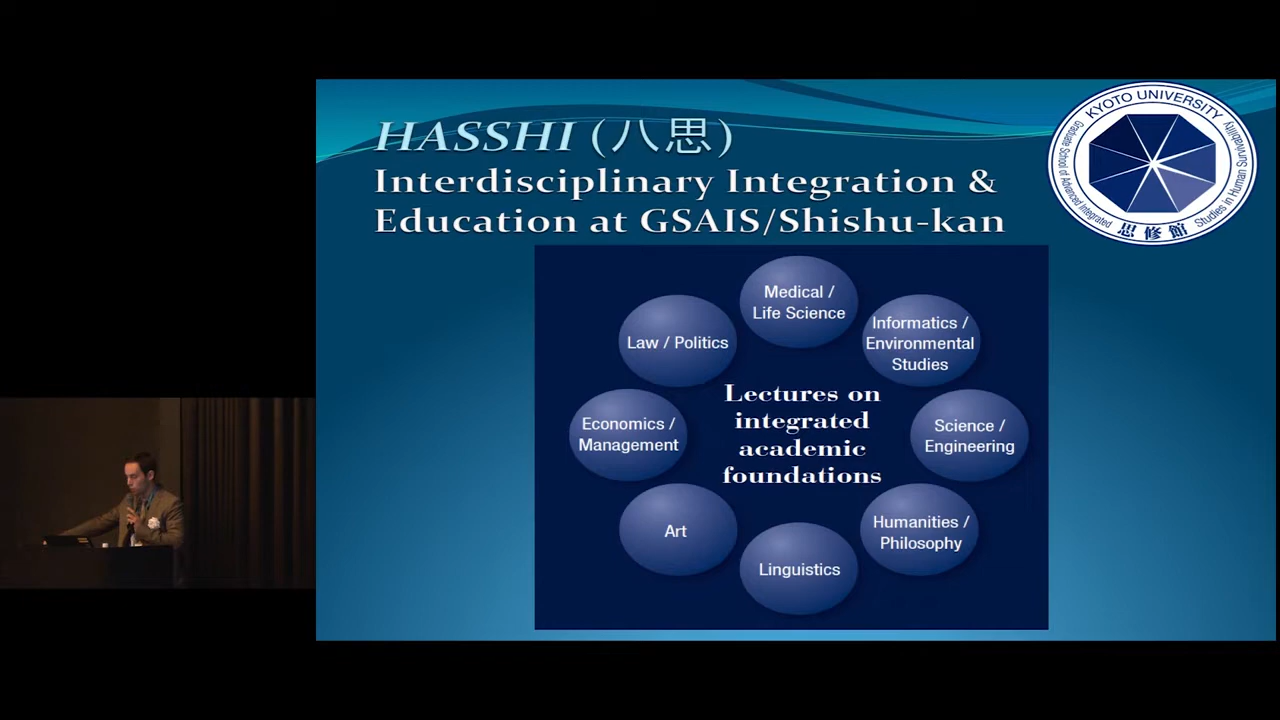 HASSHI (八思)
Interdisciplinary Integration &
Education at GSAIS/Shishu-kan
KYOTO UNIVERSITY
Graduate School of Advanced Integrated
Studies in Human Survivability
思修館
Medical /
Life Science
Informatics /
Environmental
Studies
Science /
Engineering
Humanities /
Philosophy
Linguistics
Art
Economics /
Management
Law / Politics
Lectures on
integrated
academic
foundations